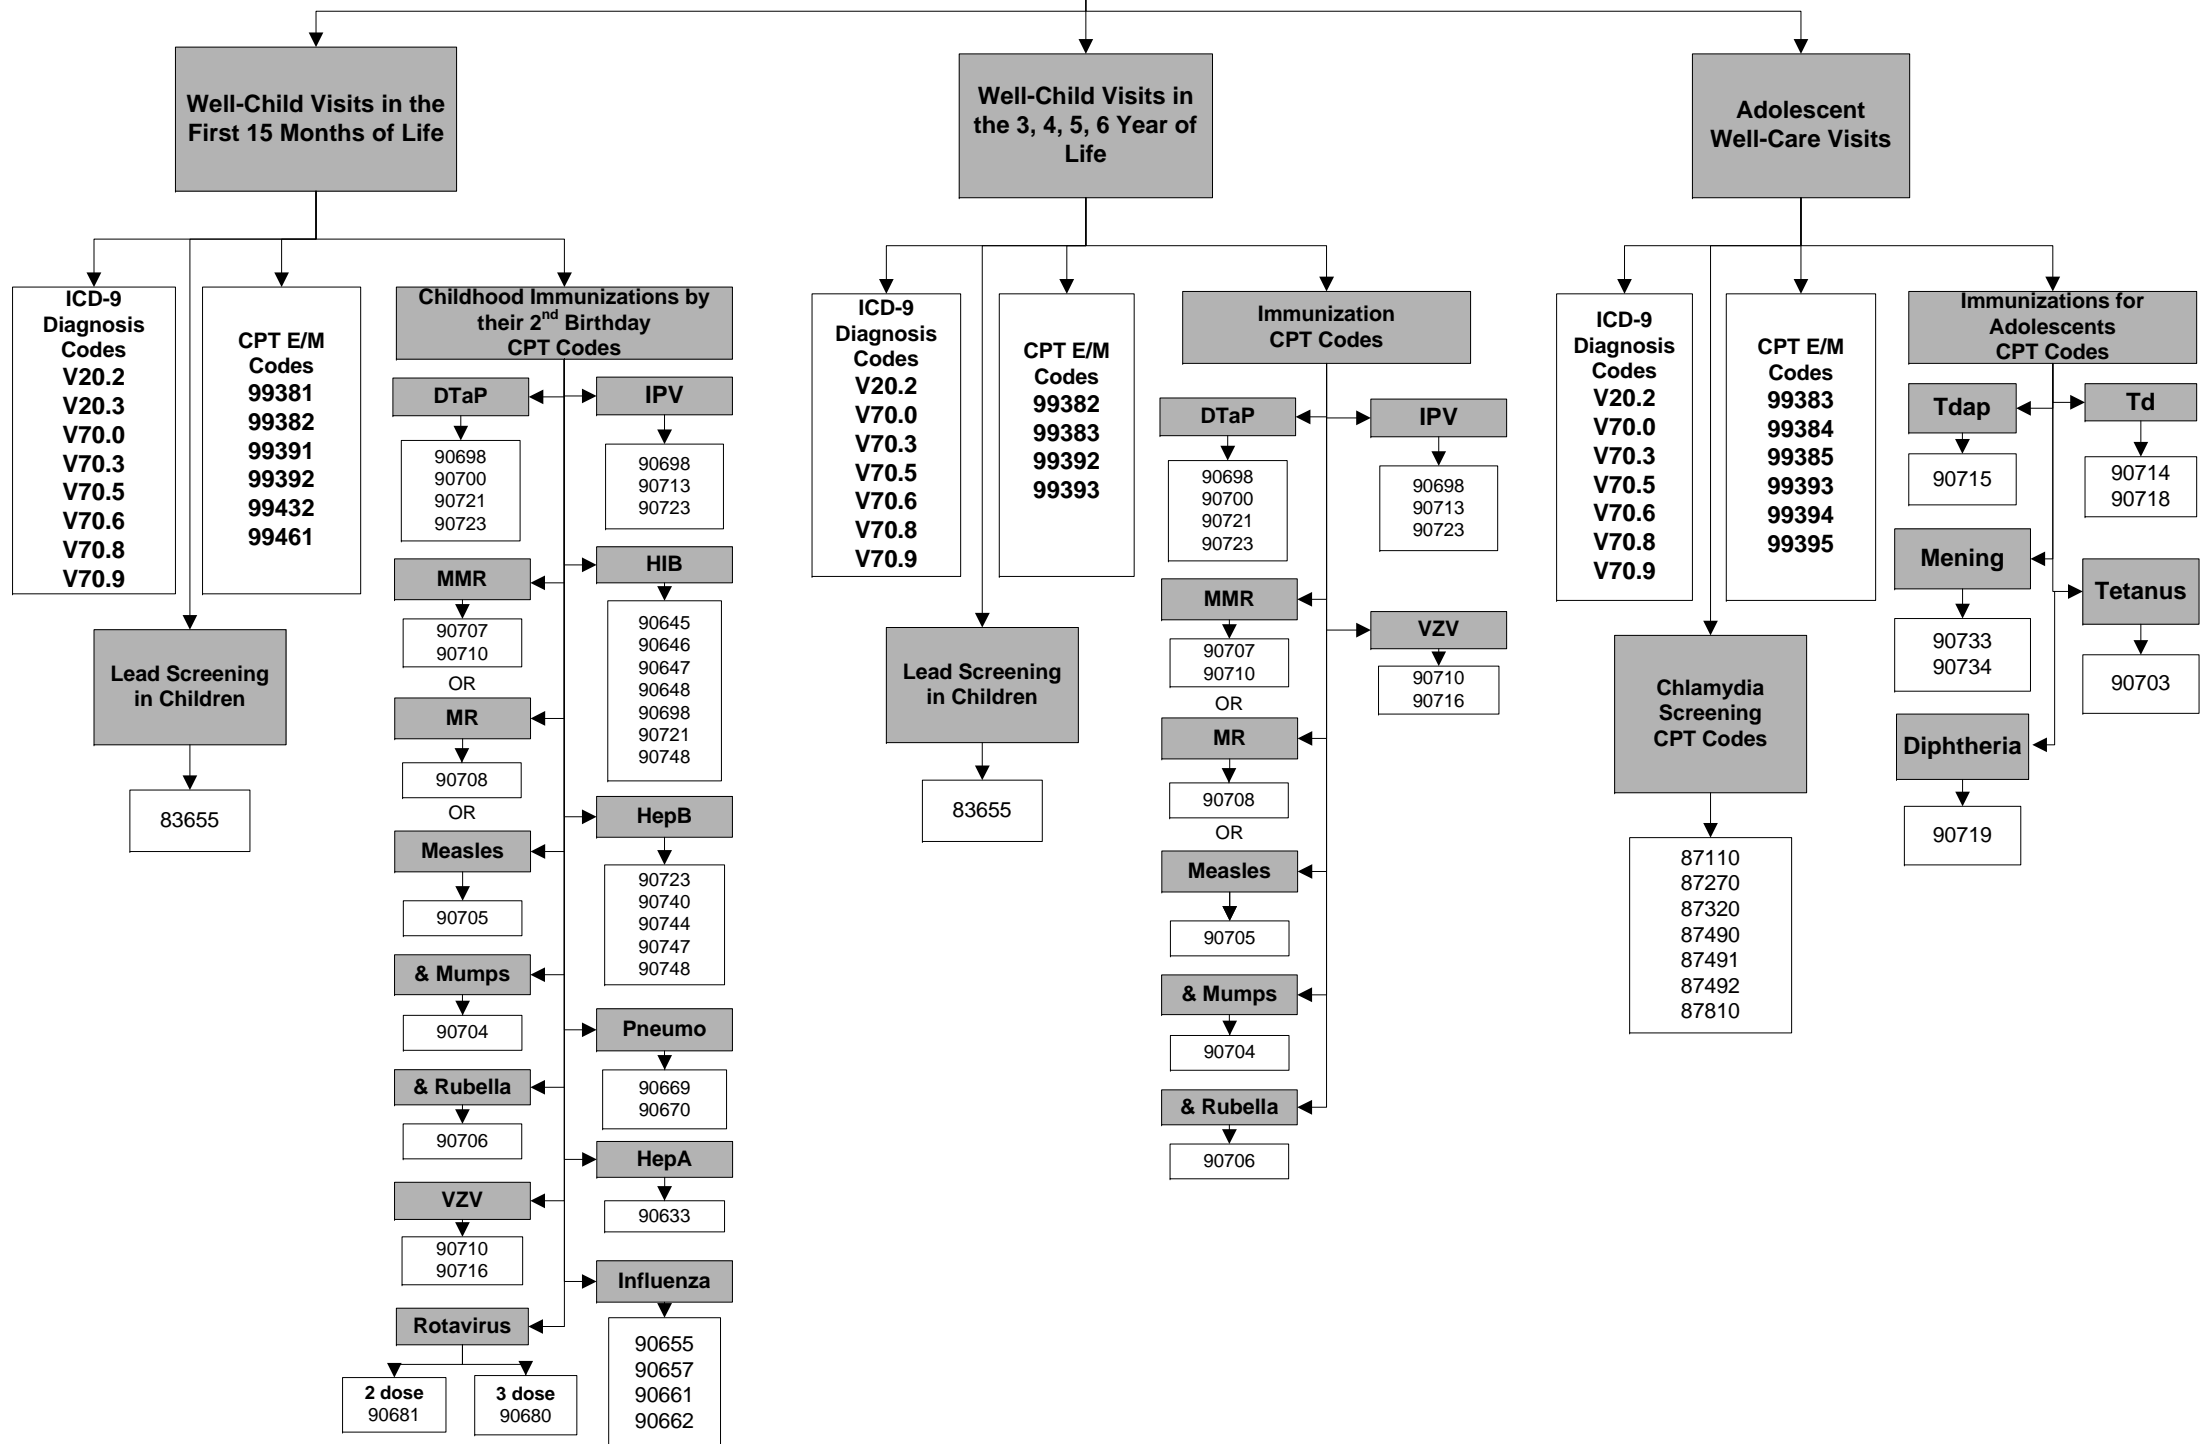 Well-Child Visits in the
First 15 Months of Life
ICD-9
Diagnosis
Codes
V20.2
V20.3
V70.0
V70.3
V70.5
V70.6
V70.8
V70.9
Lead Screening
in Children
83655
CPT E/M
Codes
99381
99382
99391
99392
99432
99461
Childhood Immunizations by
their 2nd Birthday
CPT Codes
DTaP
90698
90700
90721
90723
MMR
90707
90710
OR
MR
90708
OR
Measles
90705
& Mumps
90704
& Rubella
90706
VZV
90710
90716
Rotavirus
2 dose
90681
3 dose
90680
IPV
90698
90713
90723
HIB
90645
90646
90647
90648
90698
90721
90748
HepB
90723
90740
90744
90747
90748
Pneumo
90669
90670
HepA
90633
Influenza
90655
90657
90661
90662
Well-Child Visits in
the 3, 4, 5, 6 Year of
Life
ICD-9
Diagnosis
Codes
V20.2
V70.0
V70.3
V70.5
V70.6
V70.8
V70.9
Lead Screening
in Children
83655
CPT E/M
Codes
99382
99383
99392
99393
Immunization
CPT Codes
DTaP
90698
90700
90721
90723
MMR
90707
90710
OR
MR
90708
OR
Measles
90705
& Mumps
90704
& Rubella
90706
IPV
90698
90713
90723
VZV
90710
90716
Adolescent
Well-Care Visits
ICD-9
Diagnosis
Codes
V20.2
V70.0
V70.3
V70.5
V70.6
V70.8
V70.9
Chlamydia
Screening
CPT Codes
87110
87270
87320
87490
87491
87492
87810
CPT E/M
Codes
99383
99384
99385
99393
99394
99395
Immunizations for
Adolescents
CPT Codes
Tdap
90715
Td
90714
90718
Mening
90733
90734
Tetanus
90703
Diphtheria
90719